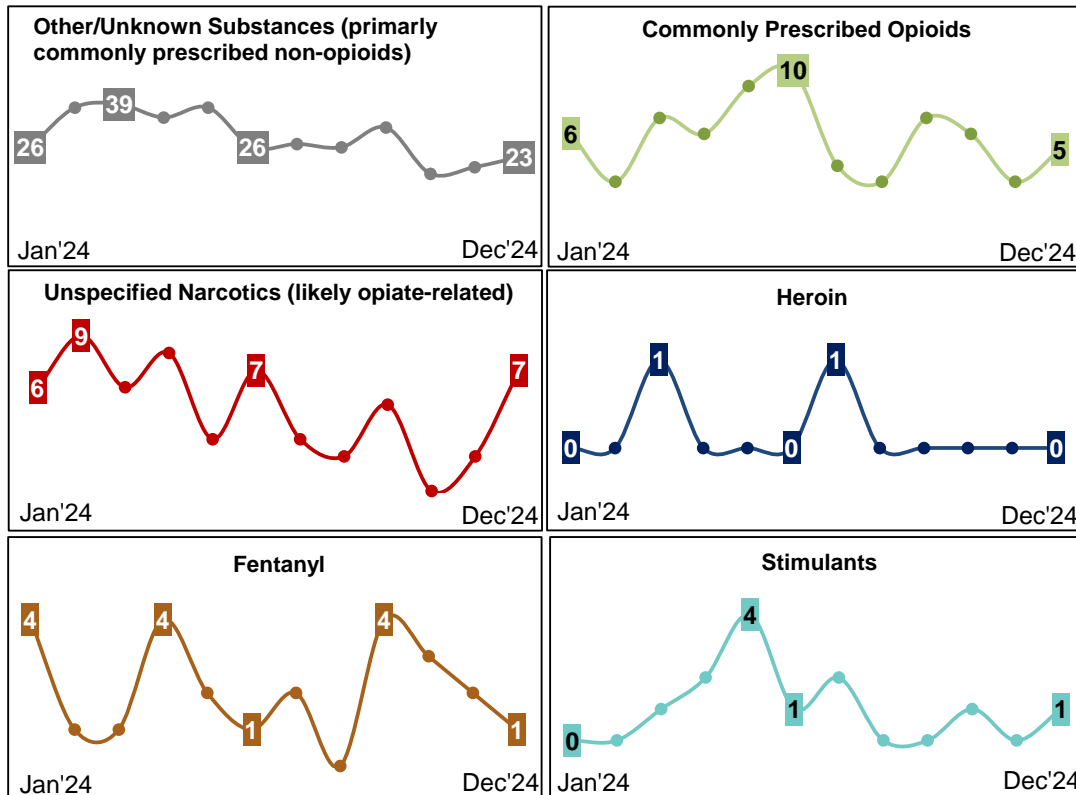 Other/Unknown Substances (primarly
commonly prescribed non-opioids)
26
39
26
23
Jan'24
Dec'24
Commonly Prescribed Opioids
6
10
5
Jan'24
Dec'24
Unspecified Narcotics (likely opiate-related)
6
9
7
7
Jan'24
Dec'24
Heroin
0
1
0
1
0
Jan'24
Dec'24
Fentanyl
4
4
1
4
1
Jan'24
Dec'24
Stimulants
0
4
1
1
Jan'24
Dec'24